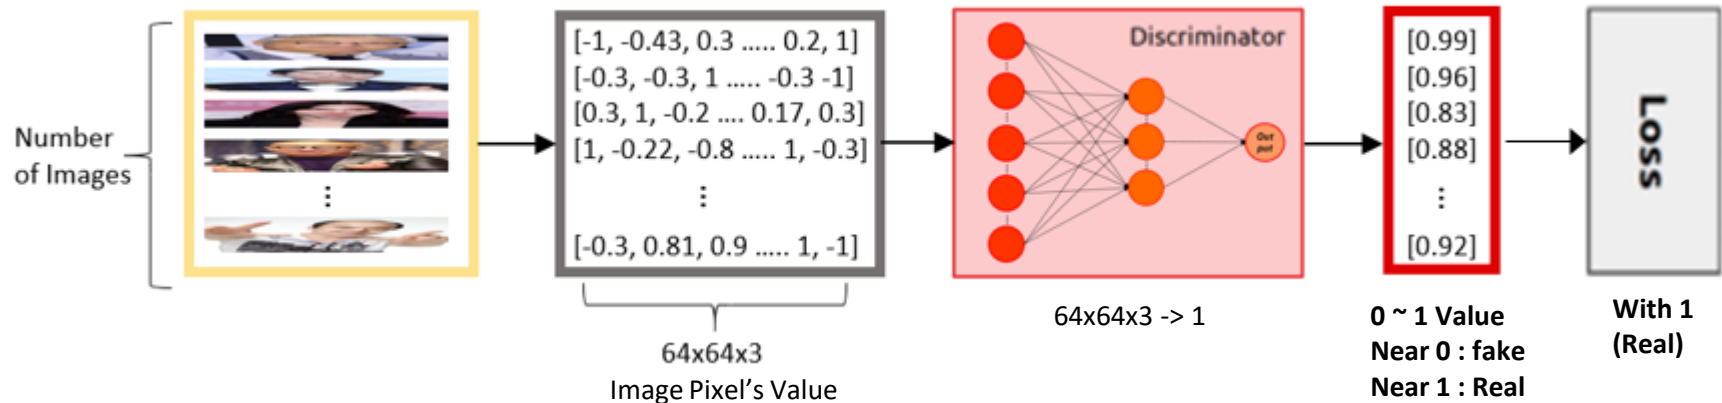 Number
of Images
⋮
[-1, -0.43, 0.3 ..... 0.2, 1]
[-0.3, -0.3, 1 ..... -0.3 -1]
[0.3, 1, -0.2 .... 0.17, 0.3]
[1, -0.22, -0.8 ..... 1, -0.3]
⋮
[-0.3, 0.81, 0.9 ..... 1, -1]
64x64x3
Image Pixel’s Value
Discriminator
Out
put
64x64x3 -> 1
[0.99]
[0.96]
[0.83]
[0.88]
⋮
[0.92]
0 ~ 1 Value
Near 0 : fake
Near 1 : Real
Loss
With 1
(Real)